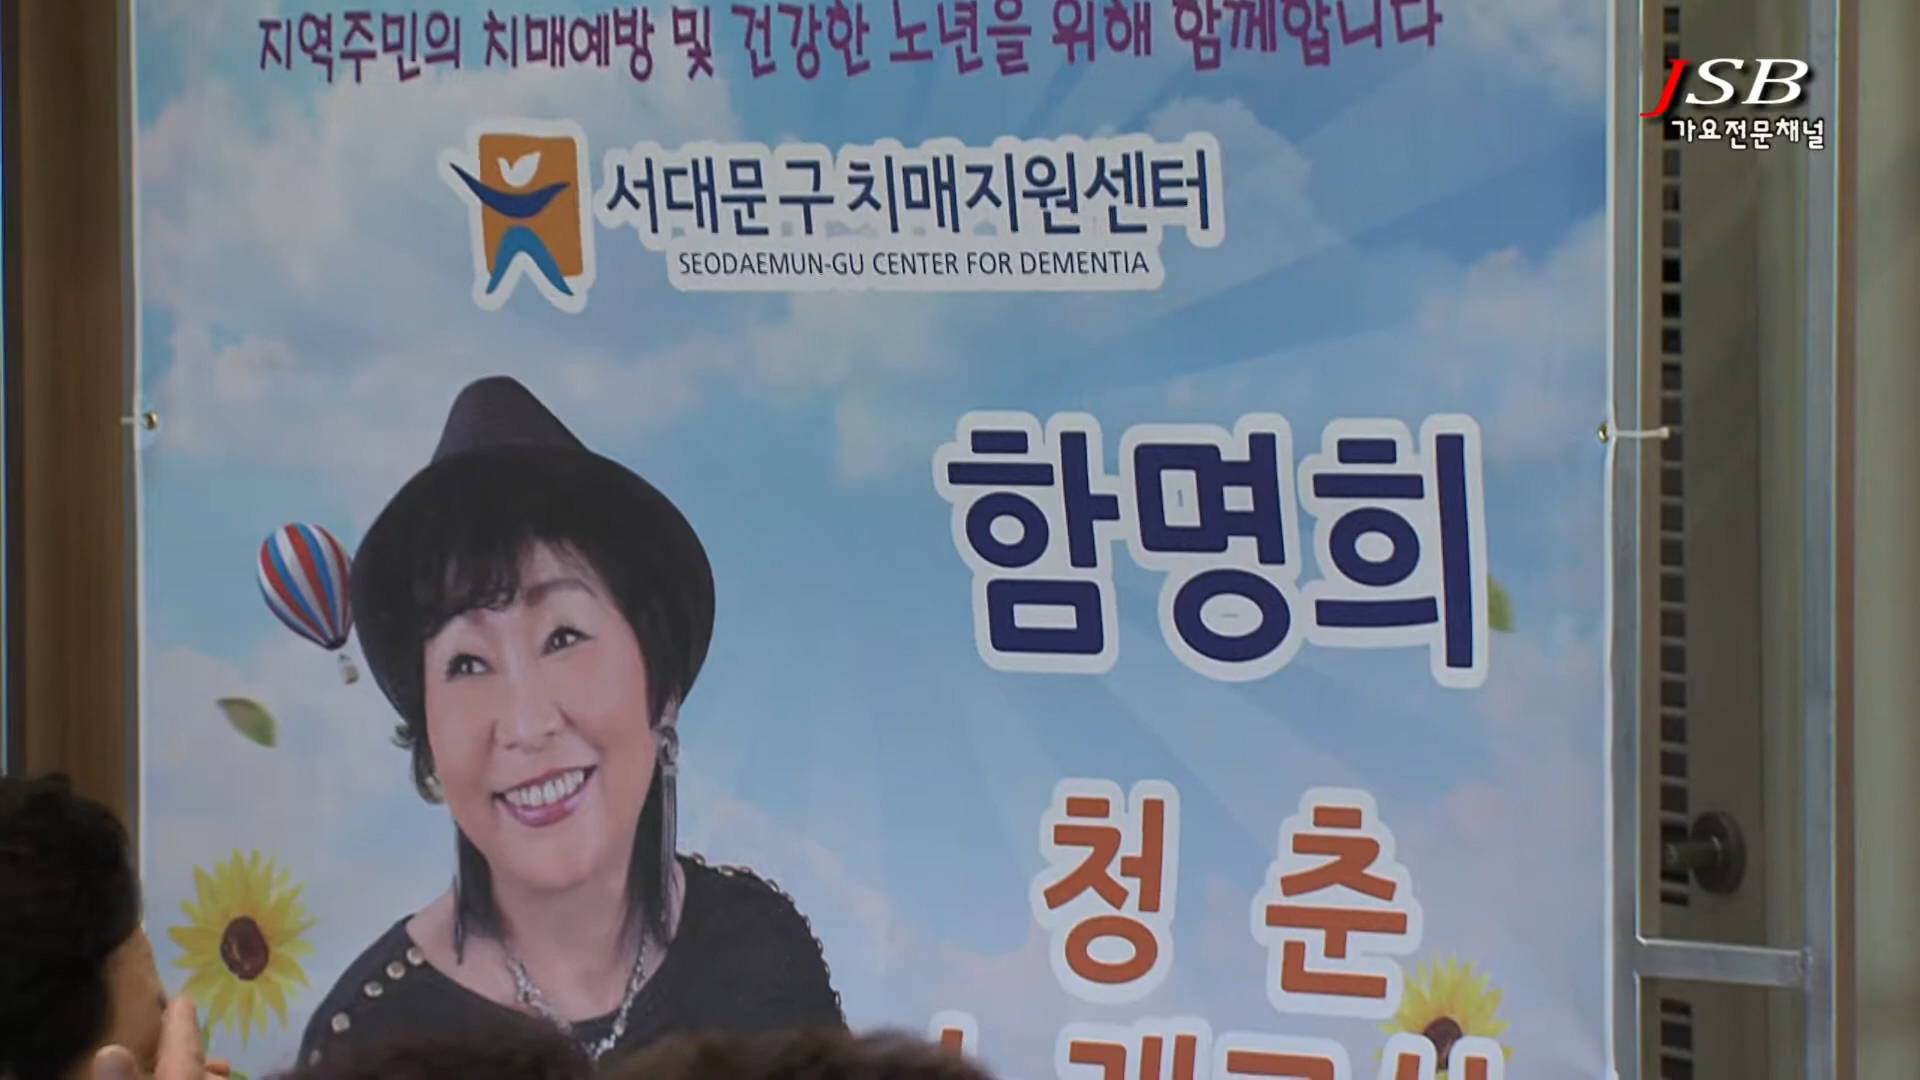 지역주민의 치매예방 및 건강한 노년을 위해 함께합니다
JSB
가요전문채널
서대문구치매지원센터
SEODAEMUN-GU CENTER FOR DEMENTIA
함명희
청춘